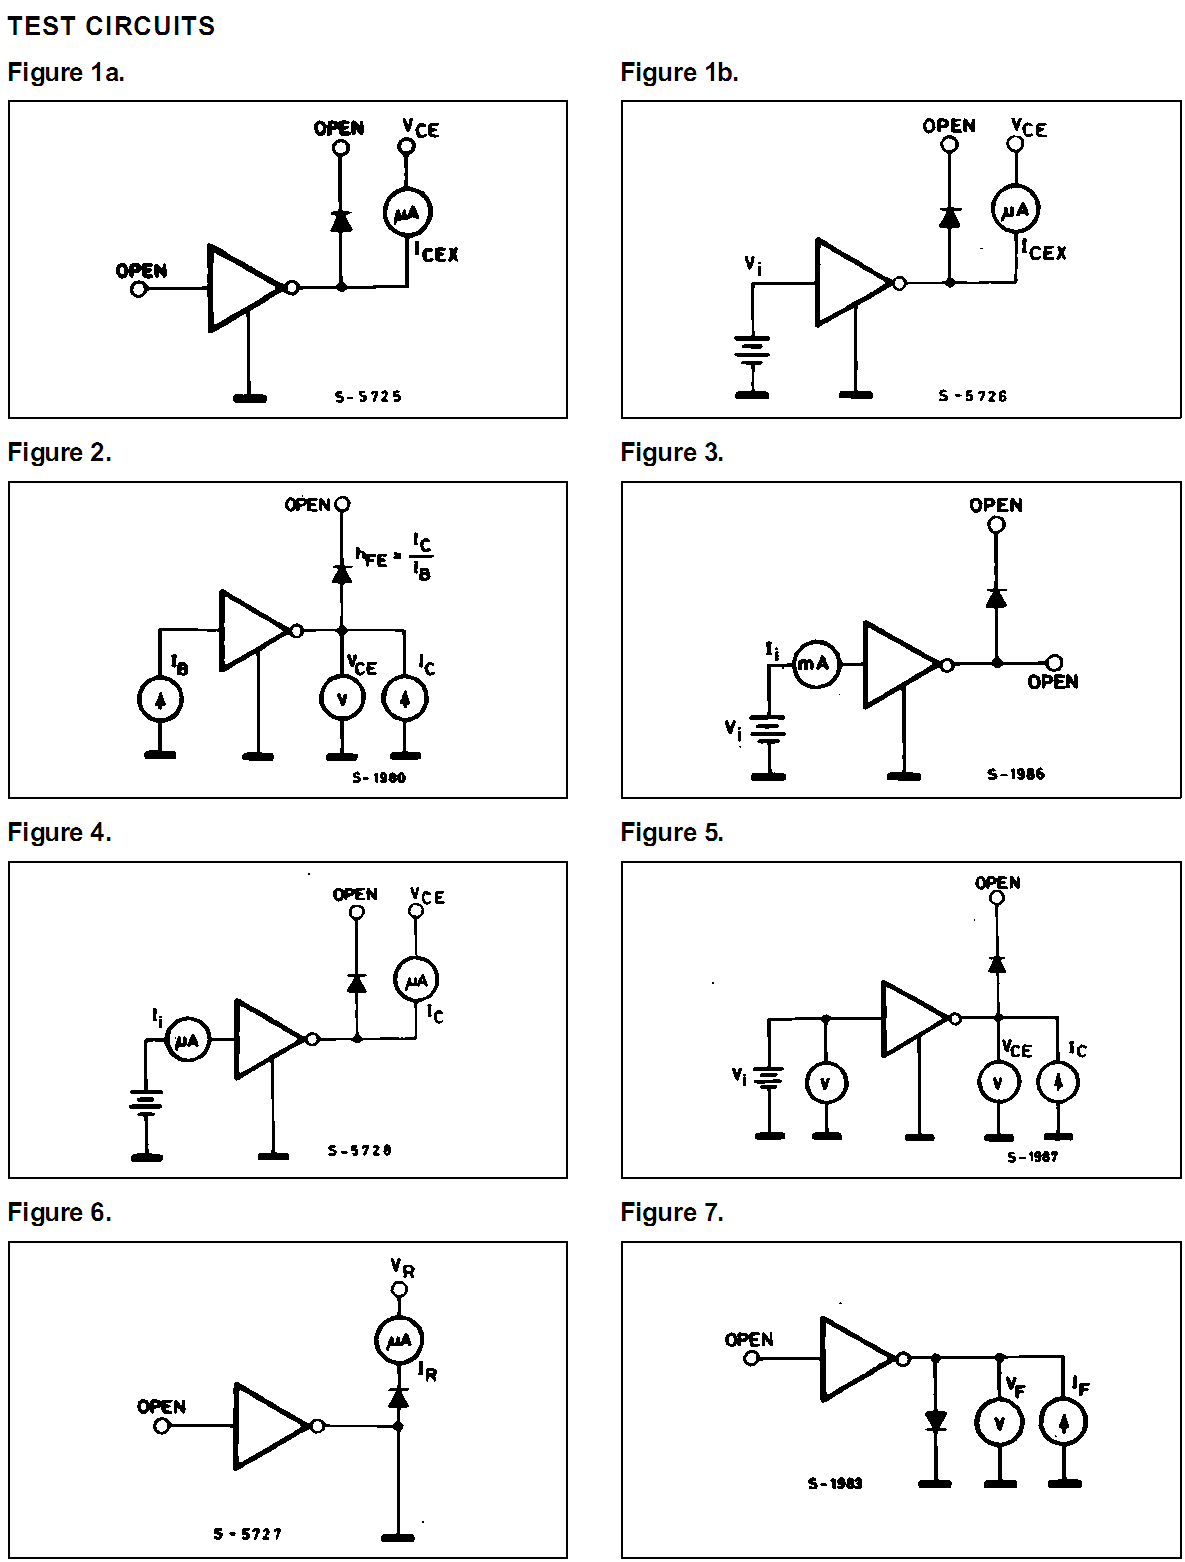 TEST CIRCUITS
Figure 1a.
OPEN
VCE
μA
ICEX
OPEN
S-5725
Figure 1b.
OPEN
VCE
μA
ICEX
Vi
S-5726
Figure 2.
OPEN
hFE = IC
IB
IB
VCE
IC
V
S-1980
Figure 3.
OPEN
Ii
mA
OPEN
Vi
S-1986
Figure 4.
OPEN
VCE
μA
IC
Ii
μA
S-5728
Figure 5.
OPEN
VCE
IC
Vi
V
V
S-1987
Figure 6.
VR
μA
IR
OPEN
S-5727
Figure 7.
OPEN
VF
IF
V
S-1983